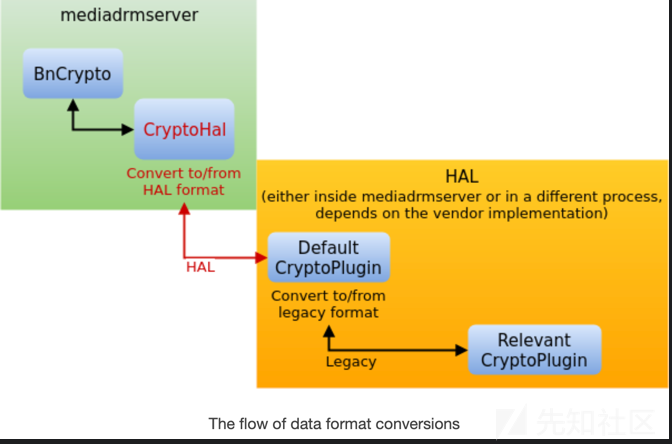 mediadrmserver
BnCrypto
CryptoHal
Convert to/from
HAL format
HAL
HAL
(either inside mediadrmserver or in a different process,
depends on the vendor implementation)
Default
CryptoPlugin
Convert to/from
legacy format
Legacy
Relevant
CryptoPlugin
The flow of data format conversions
先知社区